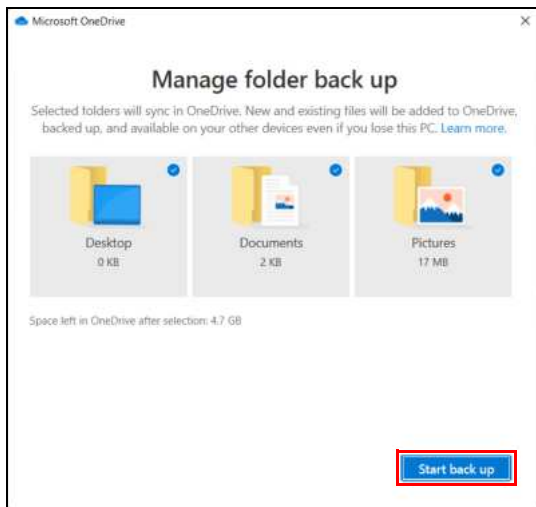 Microsoft OneDrive
Manage folder back up
Selected folders will sync in OneDrive. New and existing files will be added to OneDrive,
backed up, and available on your other devices even if you lose this PC. Learn more.
Desktop
0 KB
Documents
2 KB
Pictures
17 MB
Space left in OneDrive after selection: 4.7 GB
Start back up